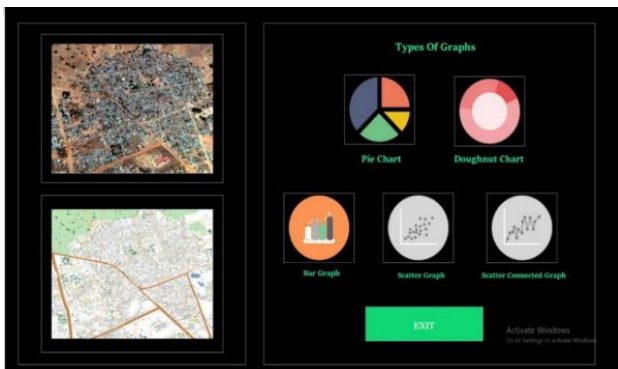 Types Of Graphs
Pie Chart
Doughnut Chart
Bar Graph
Scatter Graph
Scatter Connected Graph
EXIT
Activate Windows
Go to Settings to activate Windows.